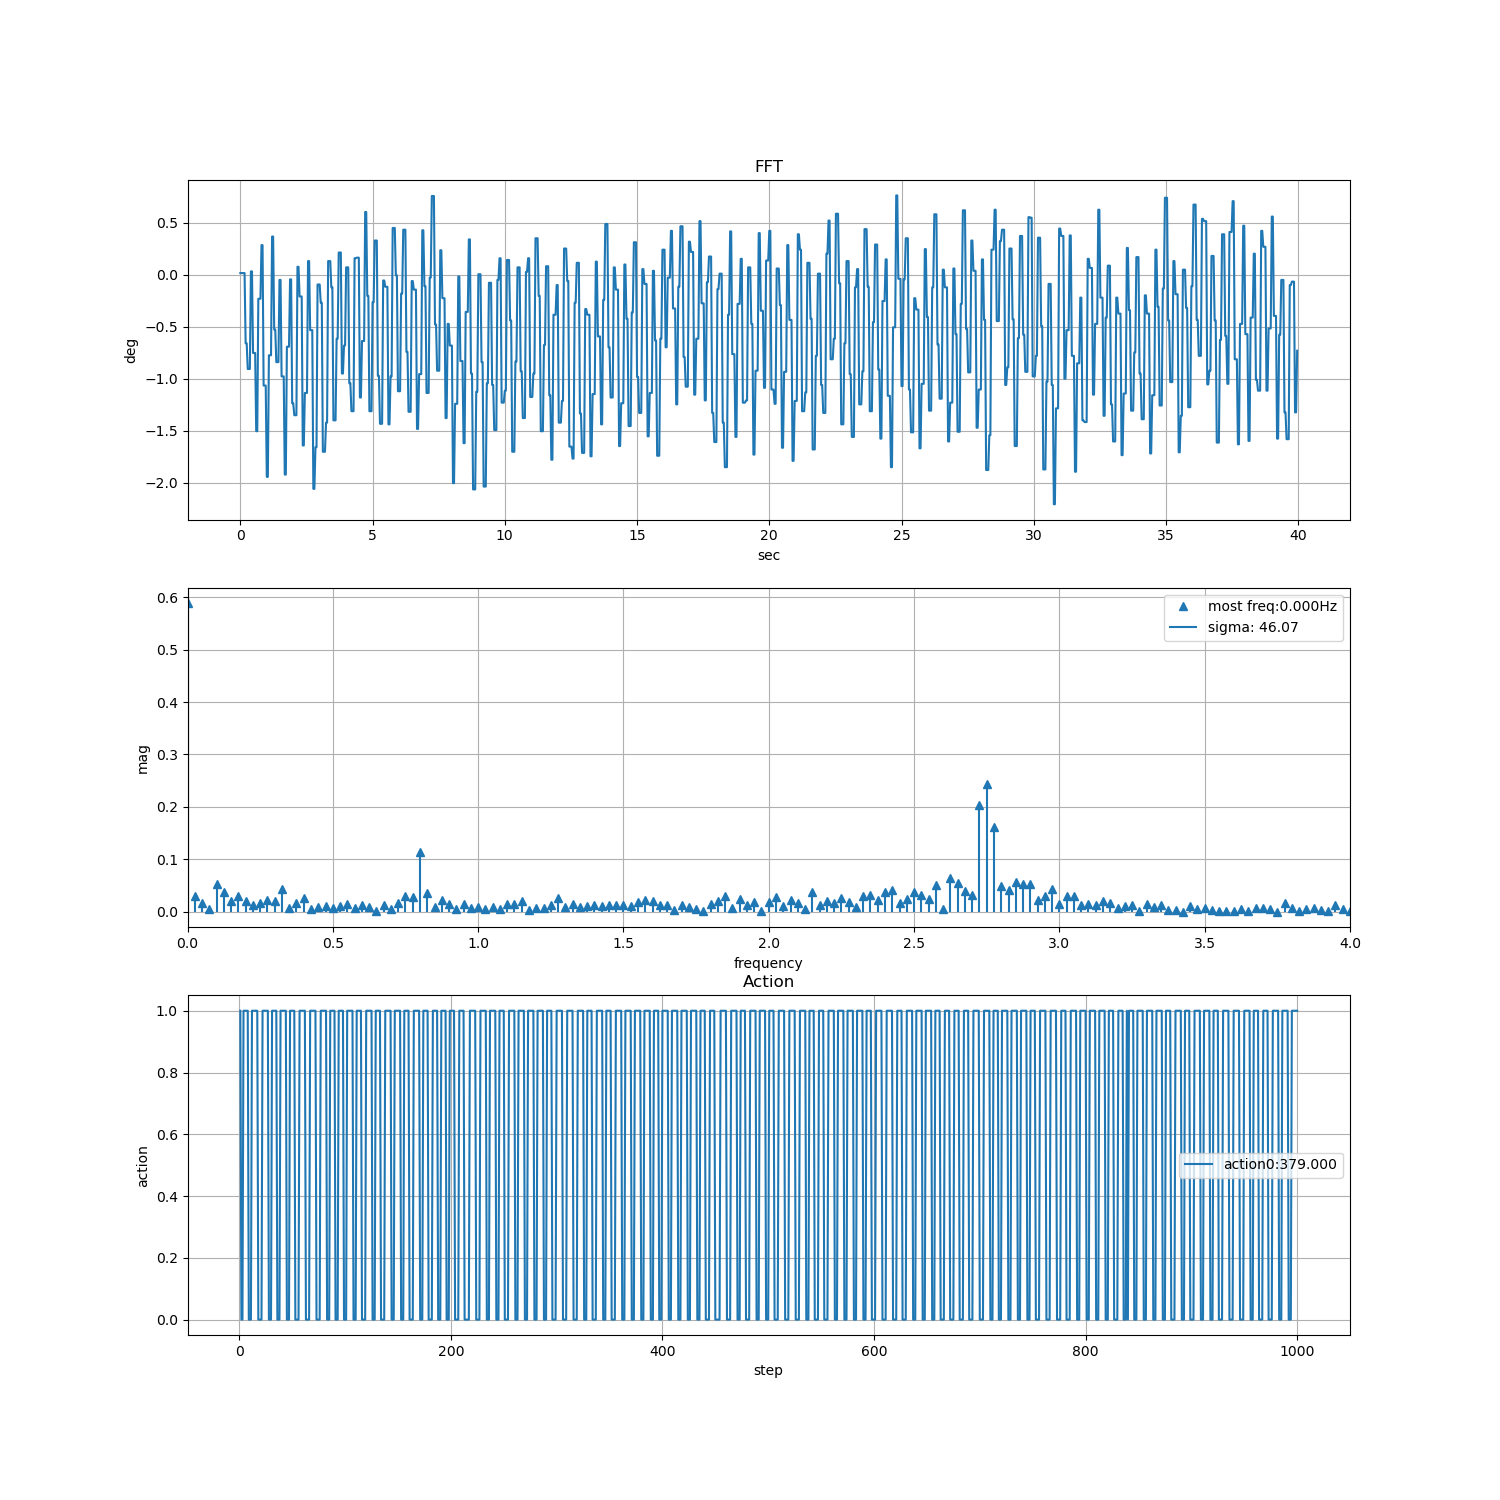 FFT
deg
0.5
0.0
−0.5
−1.0
−1.5
−2.0
0 5 10 15 20 25 30 35 40
sec
mag
0.6
0.5
0.4
0.3
0.2
0.1
0.0
most freq:0.000Hz
sigma: 46.07
0.0 0.5 1.0 1.5 2.0 2.5 3.0 3.5 4.0
frequency
Action
action
1.0
0.8
0.6
0.4
0.2
0.0
action0:379.000
0 200 400 600 800 1000
step